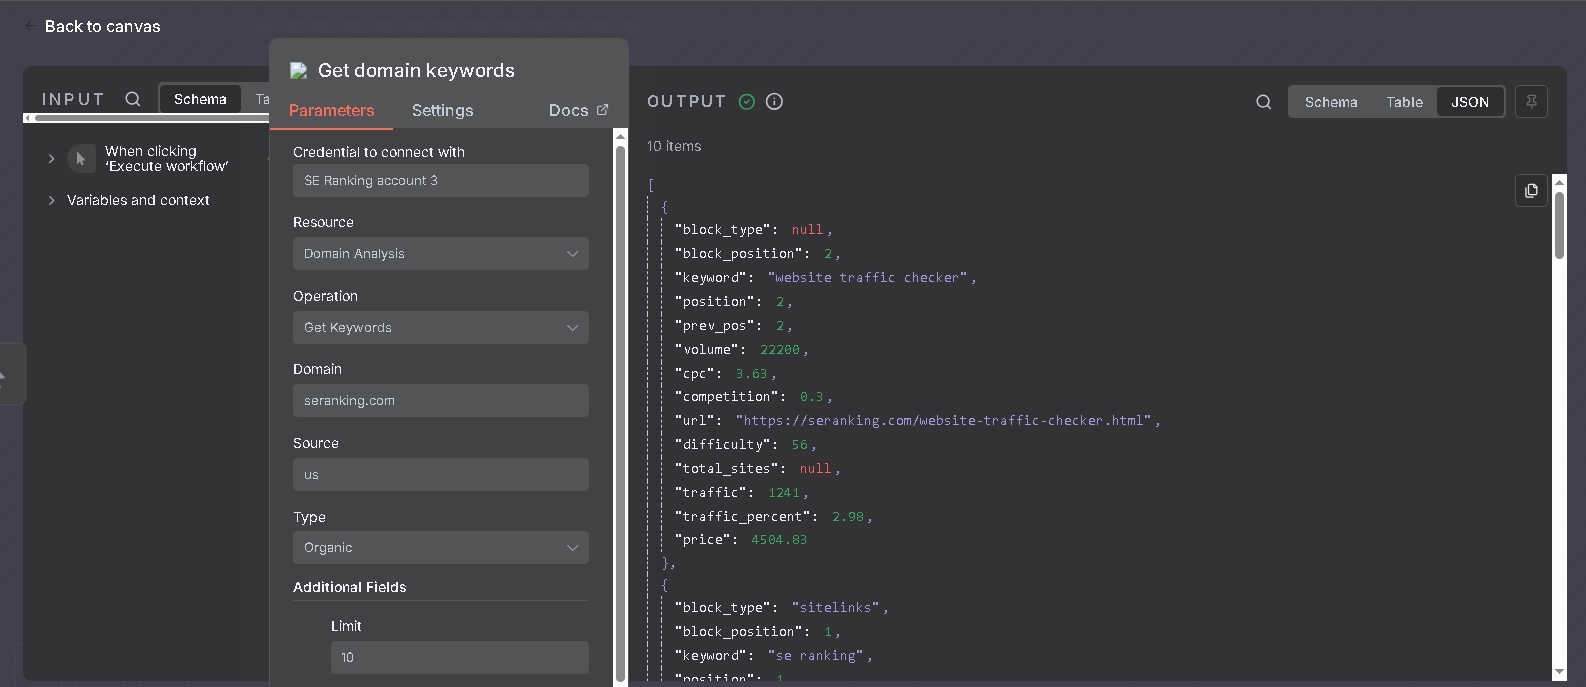 Back to canvas
INPUT
Schema
Ta
When clicking
‘Execute workflow’
Variables and context
Get domain keywords
Parameters
Settings
Docs
Credential to connect with
SE Ranking account 3
Resource
Domain Analysis
Operation
Get Keywords
Domain
seranking.com
Source
us
Type
Organic
Additional Fields
Limit
10
OUTPUT
Schema
Table
JSON
10 items
[
{
"block_type": null,
"block_position": 2,
"keyword": "website traffic checker",
"position": 2,
"prev_pos": 2,
"volume": 22200,
"cpc": 3.63,
"competition": 0.3,
"url": "https://seranking.com/website-traffic-checker.html",
"difficulty": 56,
"total_sites": null,
"traffic": 1241,
"traffic_percent": 2.98,
"price": 4504.83
},
{
"block_type": "sitelinks",
"block_position": 1,
"keyword": "se ranking",
"position": 1